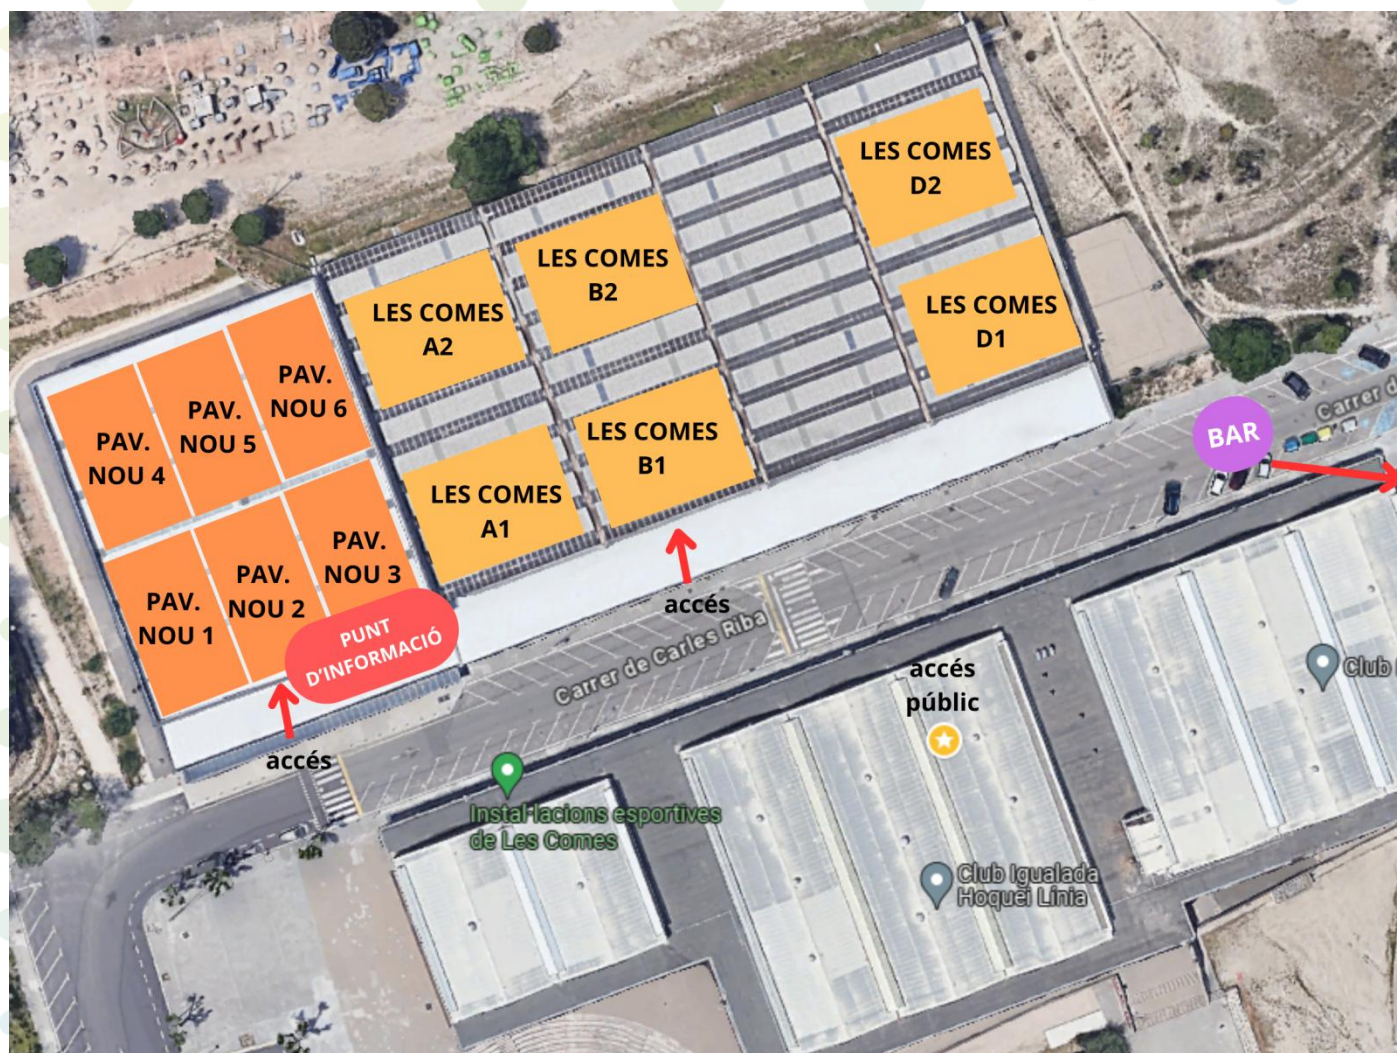 LES COMES
D2
LES COMES
B2
LES COMES
A2
LES COMES
D1
PAV.
NOU 6
PAV.
NOU 5
PAV.
NOU 4
LES COMES
B1
LES COMES
A1
BAR
Carrer d
PAV.
NOU 3
PAV.
NOU 2
PAV.
NOU 1
PUNT
D'INFORMACIÓ
accés
accés
Carrer de Carles Riba
accés
públic
Club
Instal·lacions esportives
de Les Comes
Club Igualada
Hoquei Línia